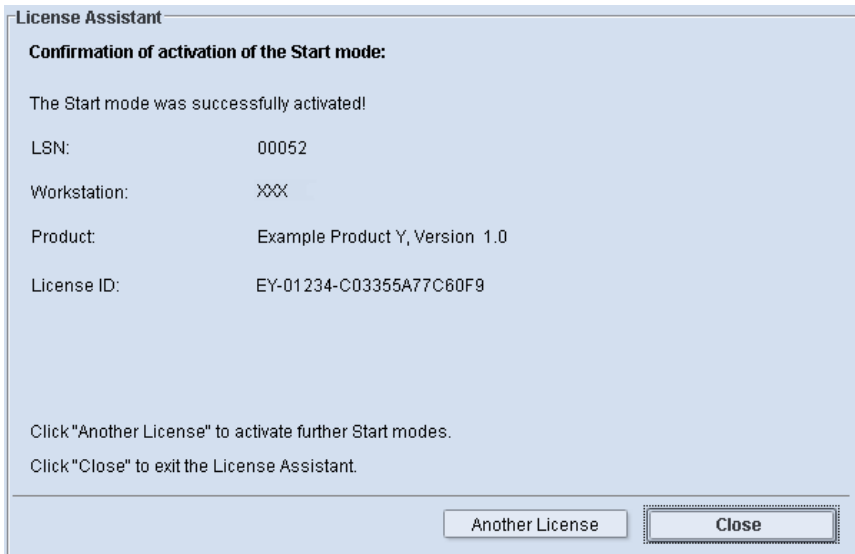 License Assistant
Confirmation of activation of the Start mode:
The Start mode was successfully activated!
LSN: 00052
Workstation: XXX
Product: Example Product Y, Version 1.0
License ID: EY-01234-C03355A77C60F9
Click "Another License" to activate further Start modes.
Click "Close" to exit the License Assistant.
Another License Close